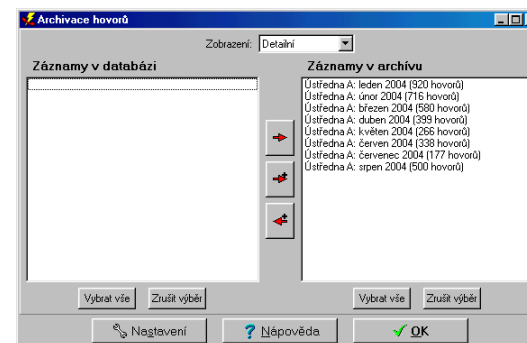 Archivace hovorů
Zobrazení: Detailní
Záznamy v databázi
Záznamy v archívu
Ústředna A: leden 2004 (920 hovorů)
Ústředna A: únor 2004 (716 hovorů)
Ústředna A: březen 2004 (580 hovorů)
Ústředna A: duben 2004 (399 hovorů)
Ústředna A: květen 2004 (266 hovorů)
Ústředna A: červen 2004 (338 hovorů)
Ústředna A: červenec 2004 (177 hovorů)
Ústředna A: srpen 2004 (500 hovorů)
Vybrat vše Zrušit výběr
Vybrat vše Zrušit výběr
Nastavení Nápověda OK